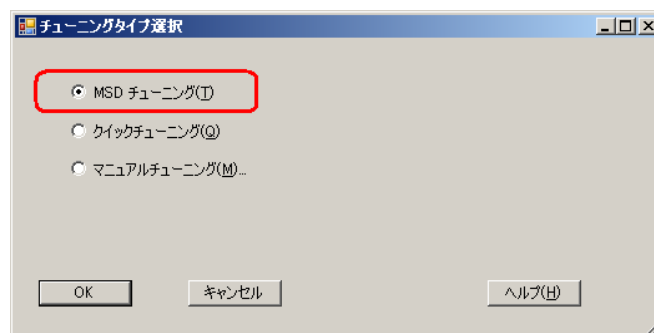 チューニングタイプ選択
MSD チューニング(T)
クイックチューニング(Q)
マニュアルチューニング(M)...
OK キャンセル ヘルプ(H)